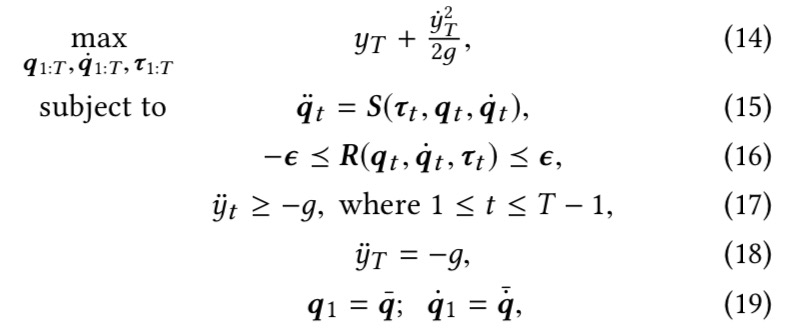 max y_T + ẏ_T²/2g, (14)
q_{1:T}, q̇_{1:T}, τ_{1:T}
subject to q̈_t = S(τ_t, q_t, q̇_t), (15)
−ϵ ≤ R(q_t, q̇_t, τ_t) ≤ ϵ, (16)
ÿ_t ≥ −g, where 1 ≤ t ≤ T − 1, (17)
ÿ_T = −g, (18)
q_1 = q̄; q̇_1 = q̇̄, (19)